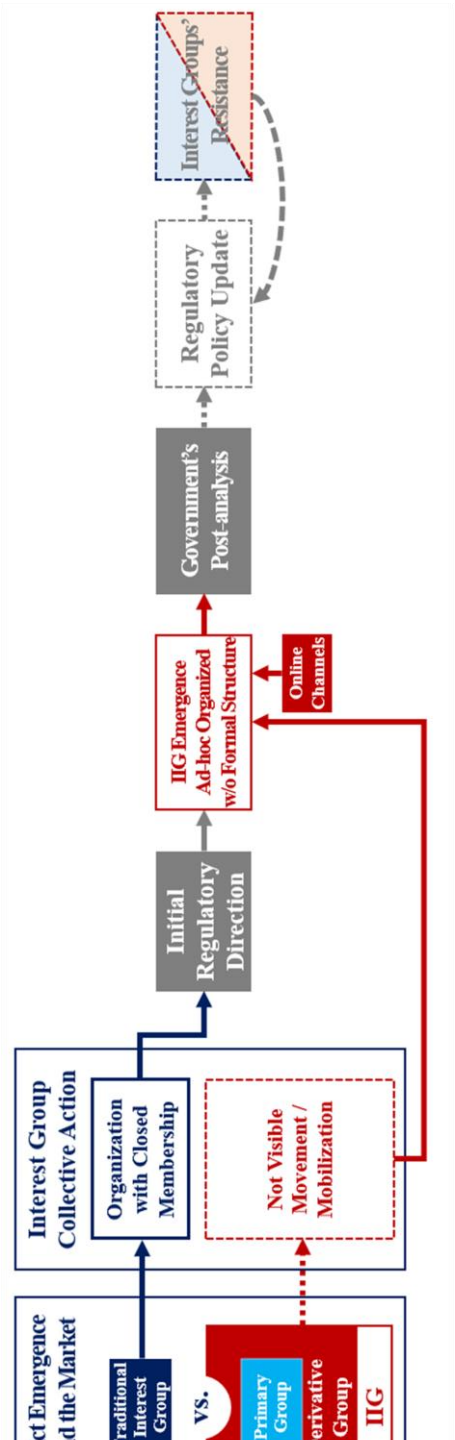 ct Emergence
d the Market
raditional
Interest
Group
vs.
Primary
Group
erivative
Group
IIG
Interest Group
Collective Action
Organization
with Closed
Membership
Not Visible
Movement /
Mobilization
Initial
Regulatory
Direction
IIG Emergence
Ad-hoc Organized
w/o Formal Structure
Online
Channels
Government's
Post-analysis
Regulatory
Policy Update
Interest Groups'
Resistance